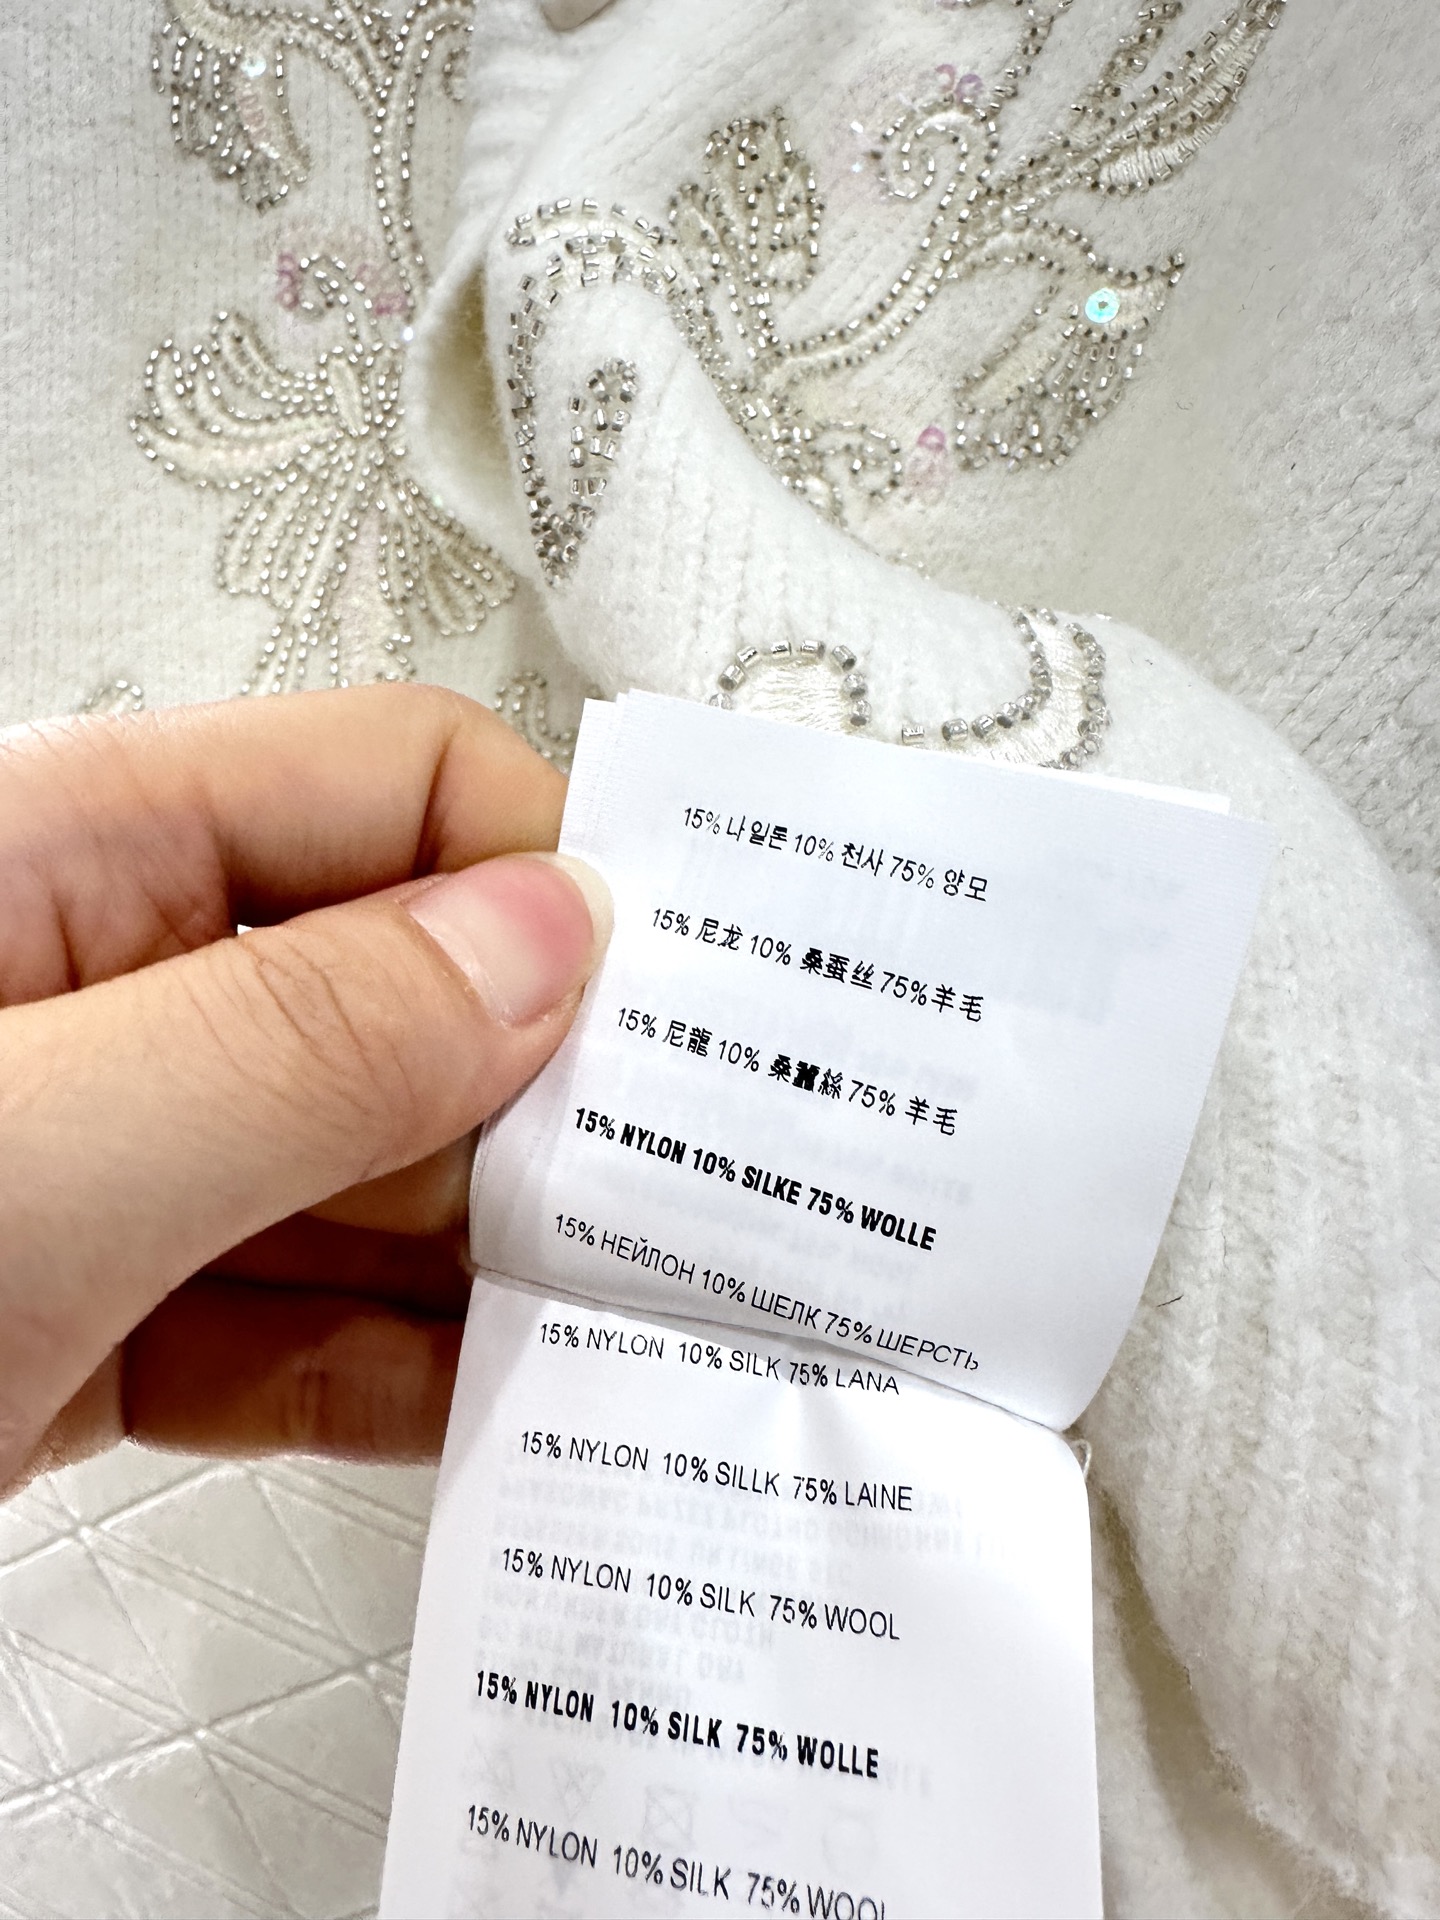 15% 나일론 10% 천사 75% 양모
15% 尼龙 10% 桑蚕丝 75% 羊毛
15% 尼龍 10% 桑蠶絲 75% 羊毛
15% NYLON 10% SILKE 75% WOLLE
15% НЕЙЛОН 10% ШЕЛК 75% ШЕРСТЬ
15% NYLON 10% SILK 75% LANA
15% NYLON 10% SILLK 75% LAINE
15% NYLON 10% SILK 75% WOOL
15% NYLON 10% SILK 75% WOLLE
15% NYLON 10% SILK 75% WOOL